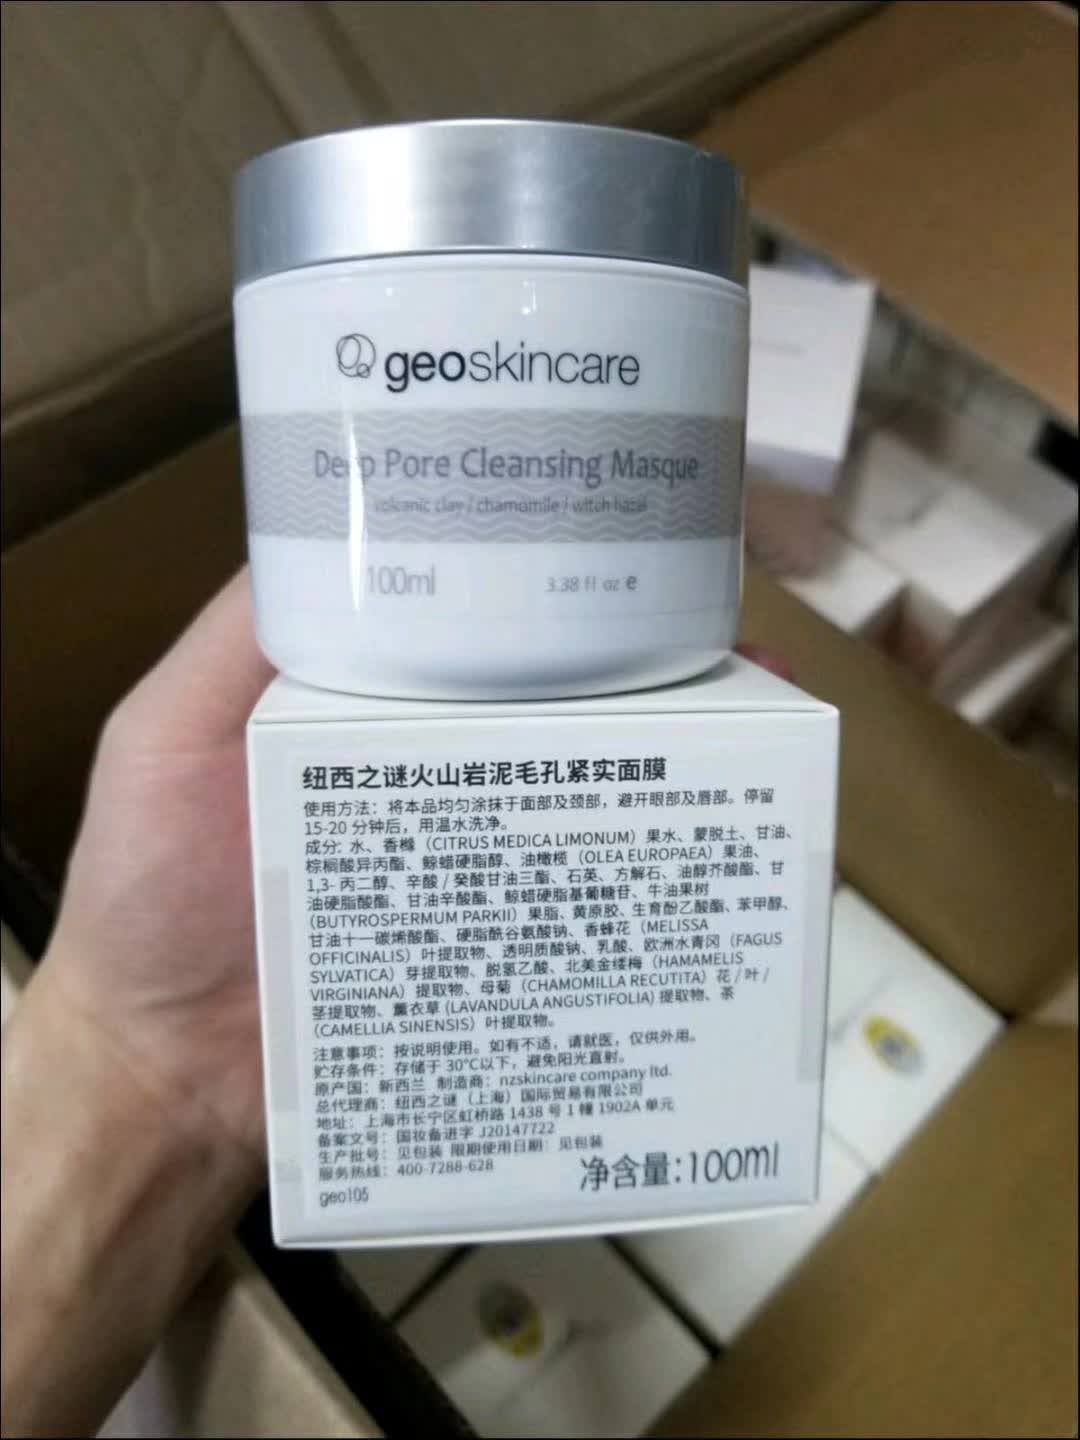 geoskincare
Deep Pore Cleansing Masque
volcanic clay / chamomile / witch hazel
100ml
3.38 fl oz e
纽西之谜火山岩泥毛孔紧实面膜
使用方法：将本品均匀涂抹于面部及颈部，避开眼部及唇部。停留
15-20 分钟后，用温水洗净。
成分: 水、香橼（CITRUS MEDICA LIMONUM）果水、蒙脱土、甘油、
棕榈酸异丙酯、鲸蜡硬脂醇、油橄榄（OLEA EUROPAEA）果油、
1,3- 丙二醇、辛酸 / 癸酸甘油三酯、石英、方解石、油醇芥酸酯、甘
油硬脂酸酯、甘油辛酸酯、鲸蜡硬脂基葡糖苷、牛油果树
（BUTYROSPERMUM PARKII）果脂、黄原胶、生育酚乙酸酯、苯甲醇、
甘油十一碳烯酸酯、硬脂酰谷氨酸钠、香蜂花（MELISSA
OFFICINALIS）叶提取物、透明质酸钠、乳酸、欧洲水青冈（FAGUS
SYLVATICA）芽提取物、脱氢乙酸、北美金缕梅（HAMAMELIS
VIRGINIANA）提取物、母菊（CHAMOMILLA RECUTITA）花 / 叶 /
茎提取物、薰衣草 (LAVANDULA ANGUSTIFOLIA) 提取物、茶
（CAMELLIA SINENSIS）叶提取物。
注意事项：按说明使用。如有不适，请就医，仅供外用。
贮存条件：存储于 30℃以下，避免阳光直射。
原产国：新西兰 制造商：nzskincare company ltd.
总代理商：纽西之谜（上海）国际贸易有限公司
地址：上海市长宁区虹桥路 1438 号 1 幢 1902A 单元
备案文号：国妆备进字 J20147722
生产批号：见包装 限期使用日期：见包装
服务热线：400-7288-628
净含量:100ml
geo105